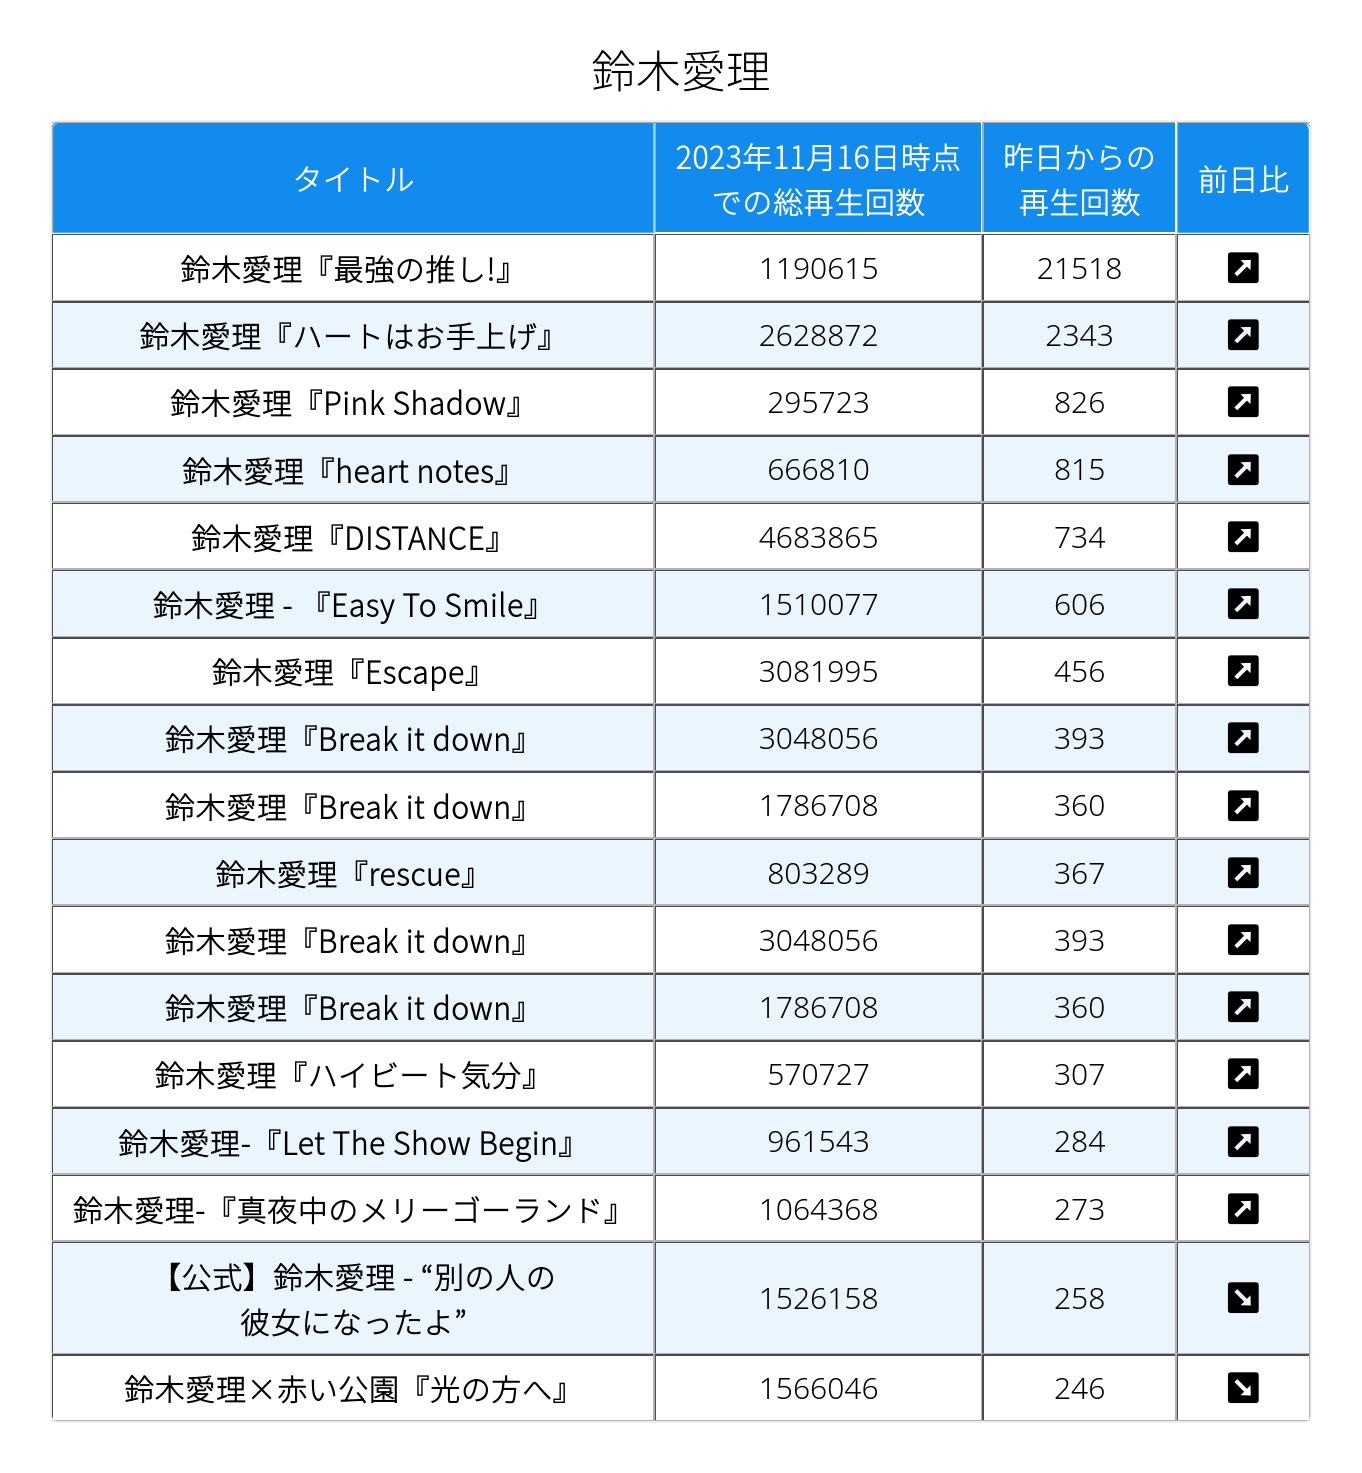 鈴木愛理
タイトル
2023年11月16日時点
での総再生回数
昨日からの
再生回数
前日比
鈴木愛理『最強の推し!』 1190615 21518 ↗
鈴木愛理『ハートはお手上げ』 2628872 2343 ↗
鈴木愛理『Pink Shadow』 295723 826 ↗
鈴木愛理『heart notes』 666810 815 ↗
鈴木愛理『DISTANCE』 4683865 734 ↗
鈴木愛理 - 『Easy To Smile』 1510077 606 ↗
鈴木愛理『Escape』 3081995 456 ↗
鈴木愛理『Break it down』 3048056 393 ↗
鈴木愛理『Break it down』 1786708 360 ↗
鈴木愛理『rescue』 803289 367 ↗
鈴木愛理『Break it down』 3048056 393 ↗
鈴木愛理『Break it down』 1786708 360 ↗
鈴木愛理『ハイビート気分』 570727 307 ↗
鈴木愛理-『Let The Show Begin』 961543 284 ↗
鈴木愛理-『真夜中のメリーゴーランド』 1064368 273 ↗
【公式】鈴木愛理 - “別の人の
彼女になったよ” 1526158 258 ↘
鈴木愛理×赤い公園『光の方へ』 1566046 246 ↘